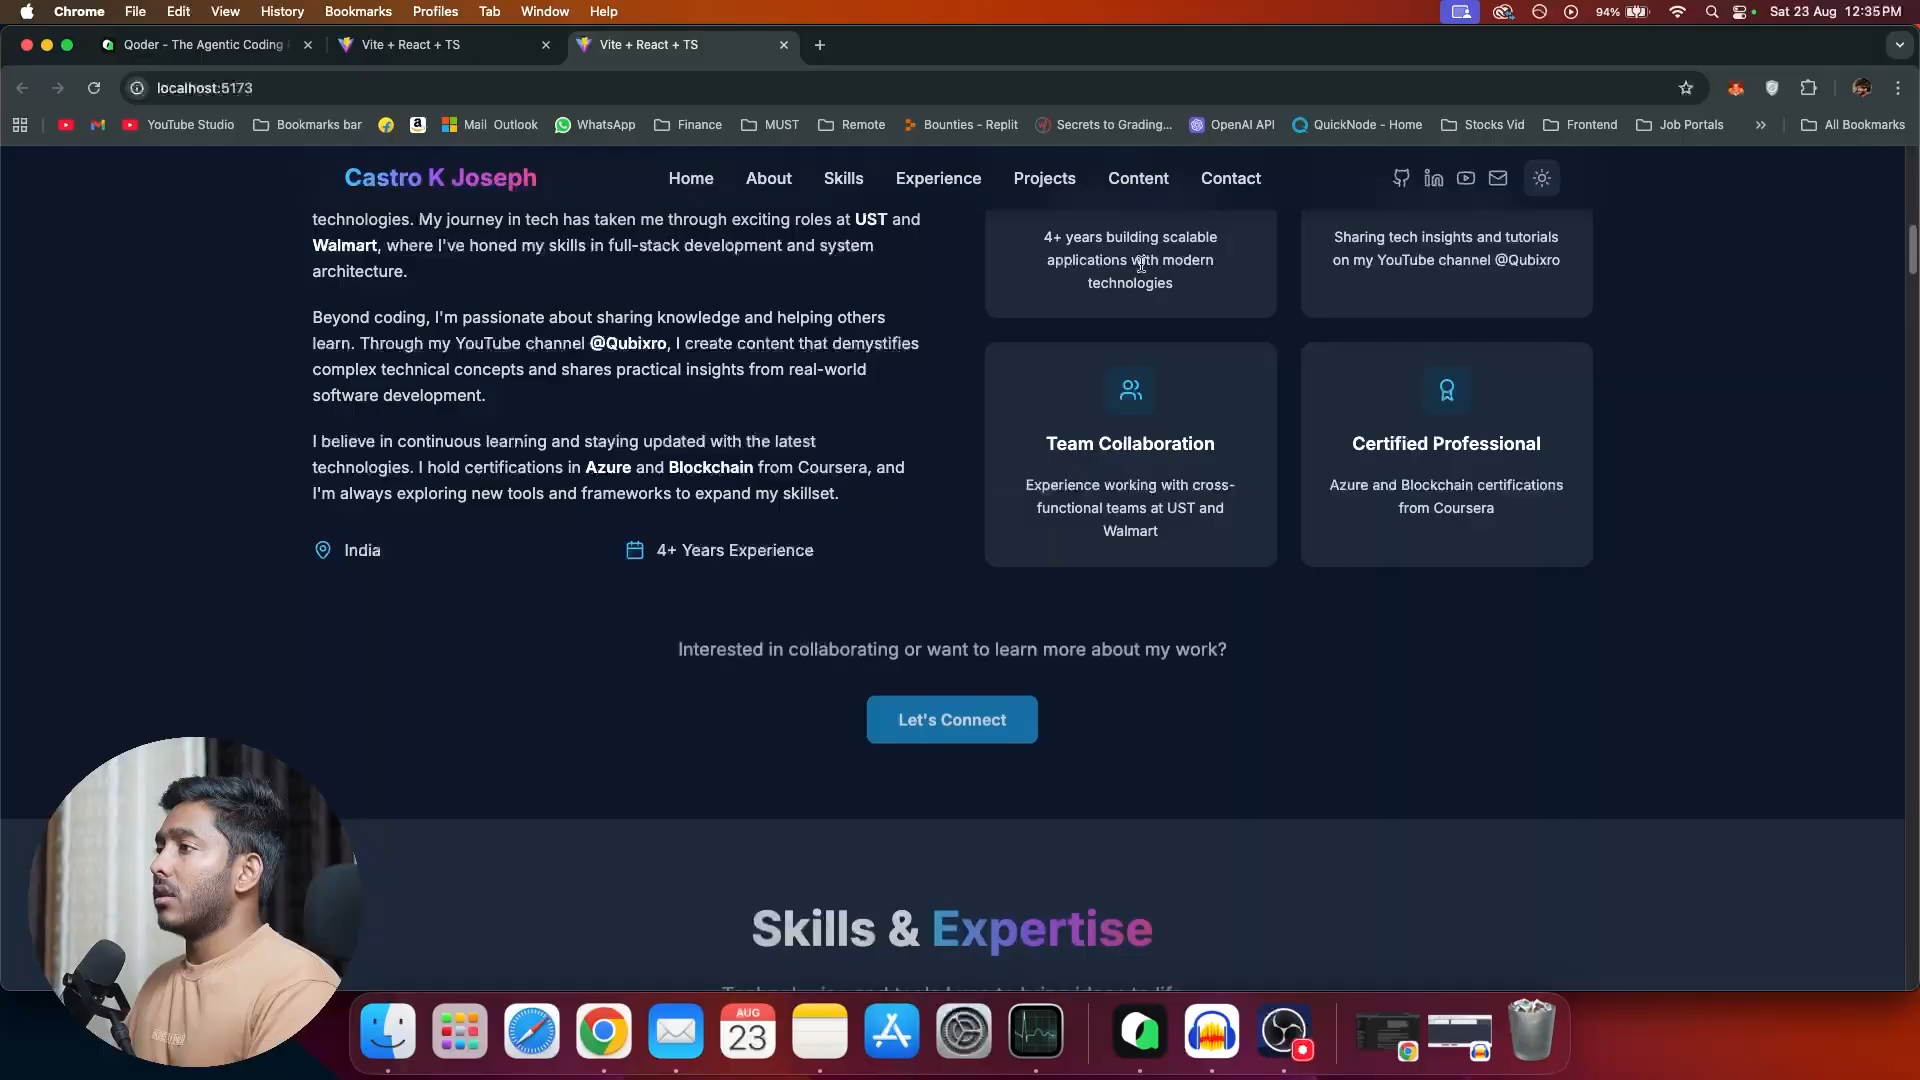 Chrome File Edit View History Bookmarks Profiles Tab Window Help 94% Sat 23 Aug 12:35 PM
Qoder - The Agentic Coding Vite + React + TS Vite + React + TS
localhost:5173
YouTube Studio Bookmarks bar Mail Outlook WhatsApp Finance MUST Remote Bounties - Replit Secrets to Grading... OpenAI API QuickNode - Home Stocks Vid Frontend Job Portals All Bookmarks
Castro K Joseph Home About Skills Experience Projects Content Contact
technologies. My journey in tech has taken me through exciting roles at UST and
Walmart, where I've honed my skills in full-stack development and system
architecture.
Beyond coding, I'm passionate about sharing knowledge and helping others
learn. Through my YouTube channel @Qubixro, I create content that demystifies
complex technical concepts and shares practical insights from real-world
software development.
I believe in continuous learning and staying updated with the latest
technologies. I hold certifications in Azure and Blockchain from Coursera, and
I'm always exploring new tools and frameworks to expand my skillset.
India 4+ Years Experience
4+ years building scalable
applications with modern
technologies
Sharing tech insights and tutorials
on my YouTube channel @Qubixro
Team Collaboration
Experience working with cross-
functional teams at UST and
Walmart
Certified Professional
Azure and Blockchain certifications
from Coursera
Interested in collaborating or want to learn more about my work?
Let's Connect
Skills & Expertise
AUG
23